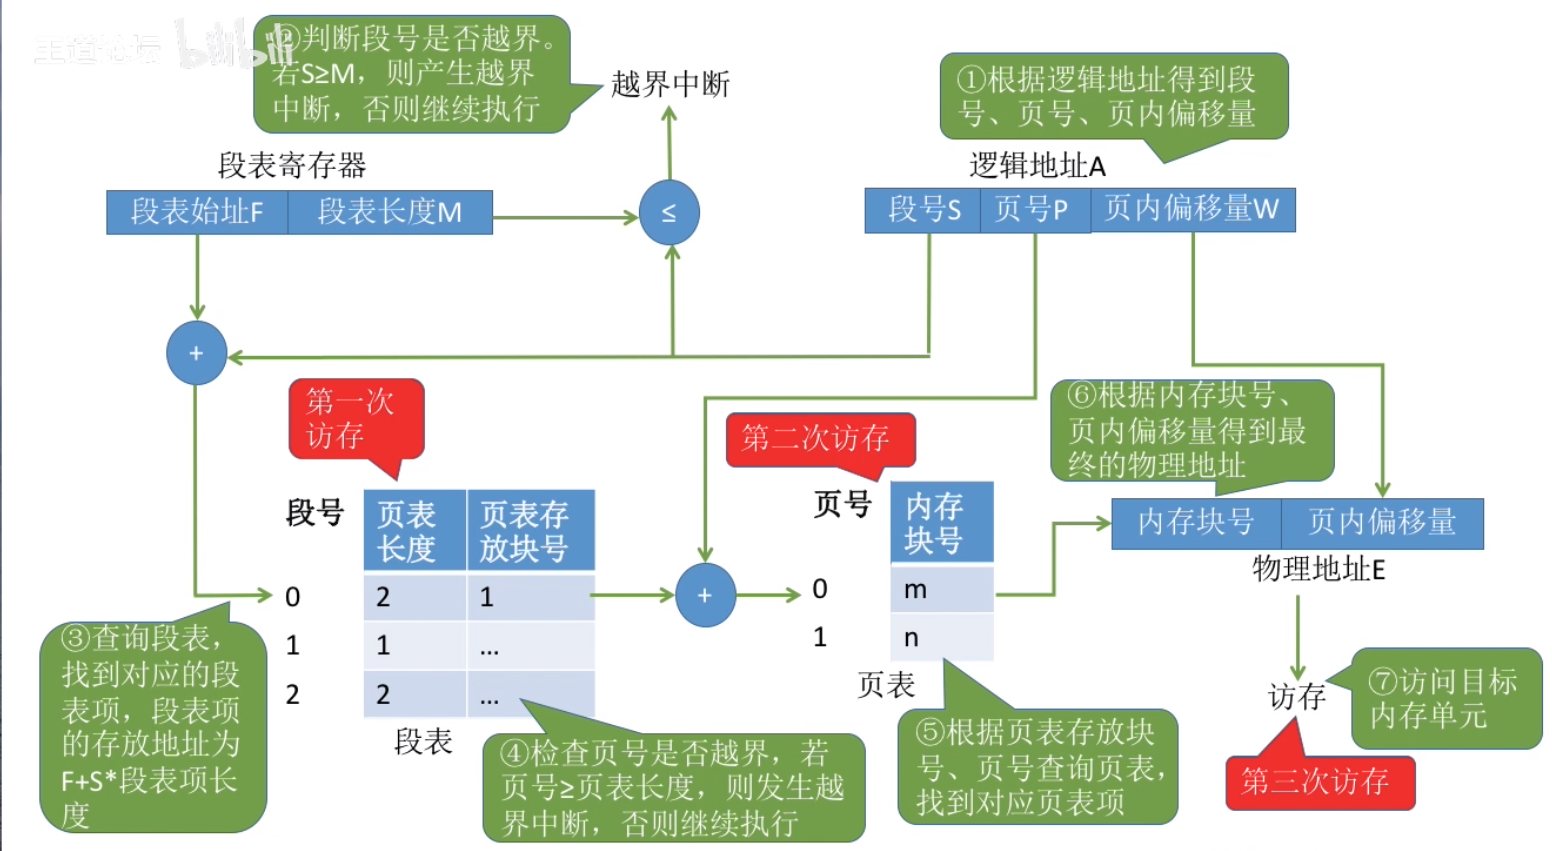 王道论坛 bilibili
②判断段号是否越界。
若S≥M，则产生越界
中断，否则继续执行
越界中断
①根据逻辑地址得到段
号、页号、页内偏移量
段表寄存器
逻辑地址A
段表始址F 段表长度M
≤
段号S 页号P 页内偏移量W
+
第一次
访存
第二次访存
⑥根据内存块号、
页内偏移量得到最
终的物理地址
段号 页表 页表存
长度 放块号
页号 内存
块号
内存块号 页内偏移量
物理地址E
0 2 1
+
0 m
1 1 …
1 n
2 2 …
段表
页表
③查询段表，
找到对应的段
表项，段表项
的存放地址为
F+S*段表项长
度
④检查页号是否越界，若
页号≥页表长度，则发生越
界中断，否则继续执行
⑤根据页表存放块
号、页号查询页表，
找到对应页表项
访存
⑦访问目标
内存单元
第三次访存